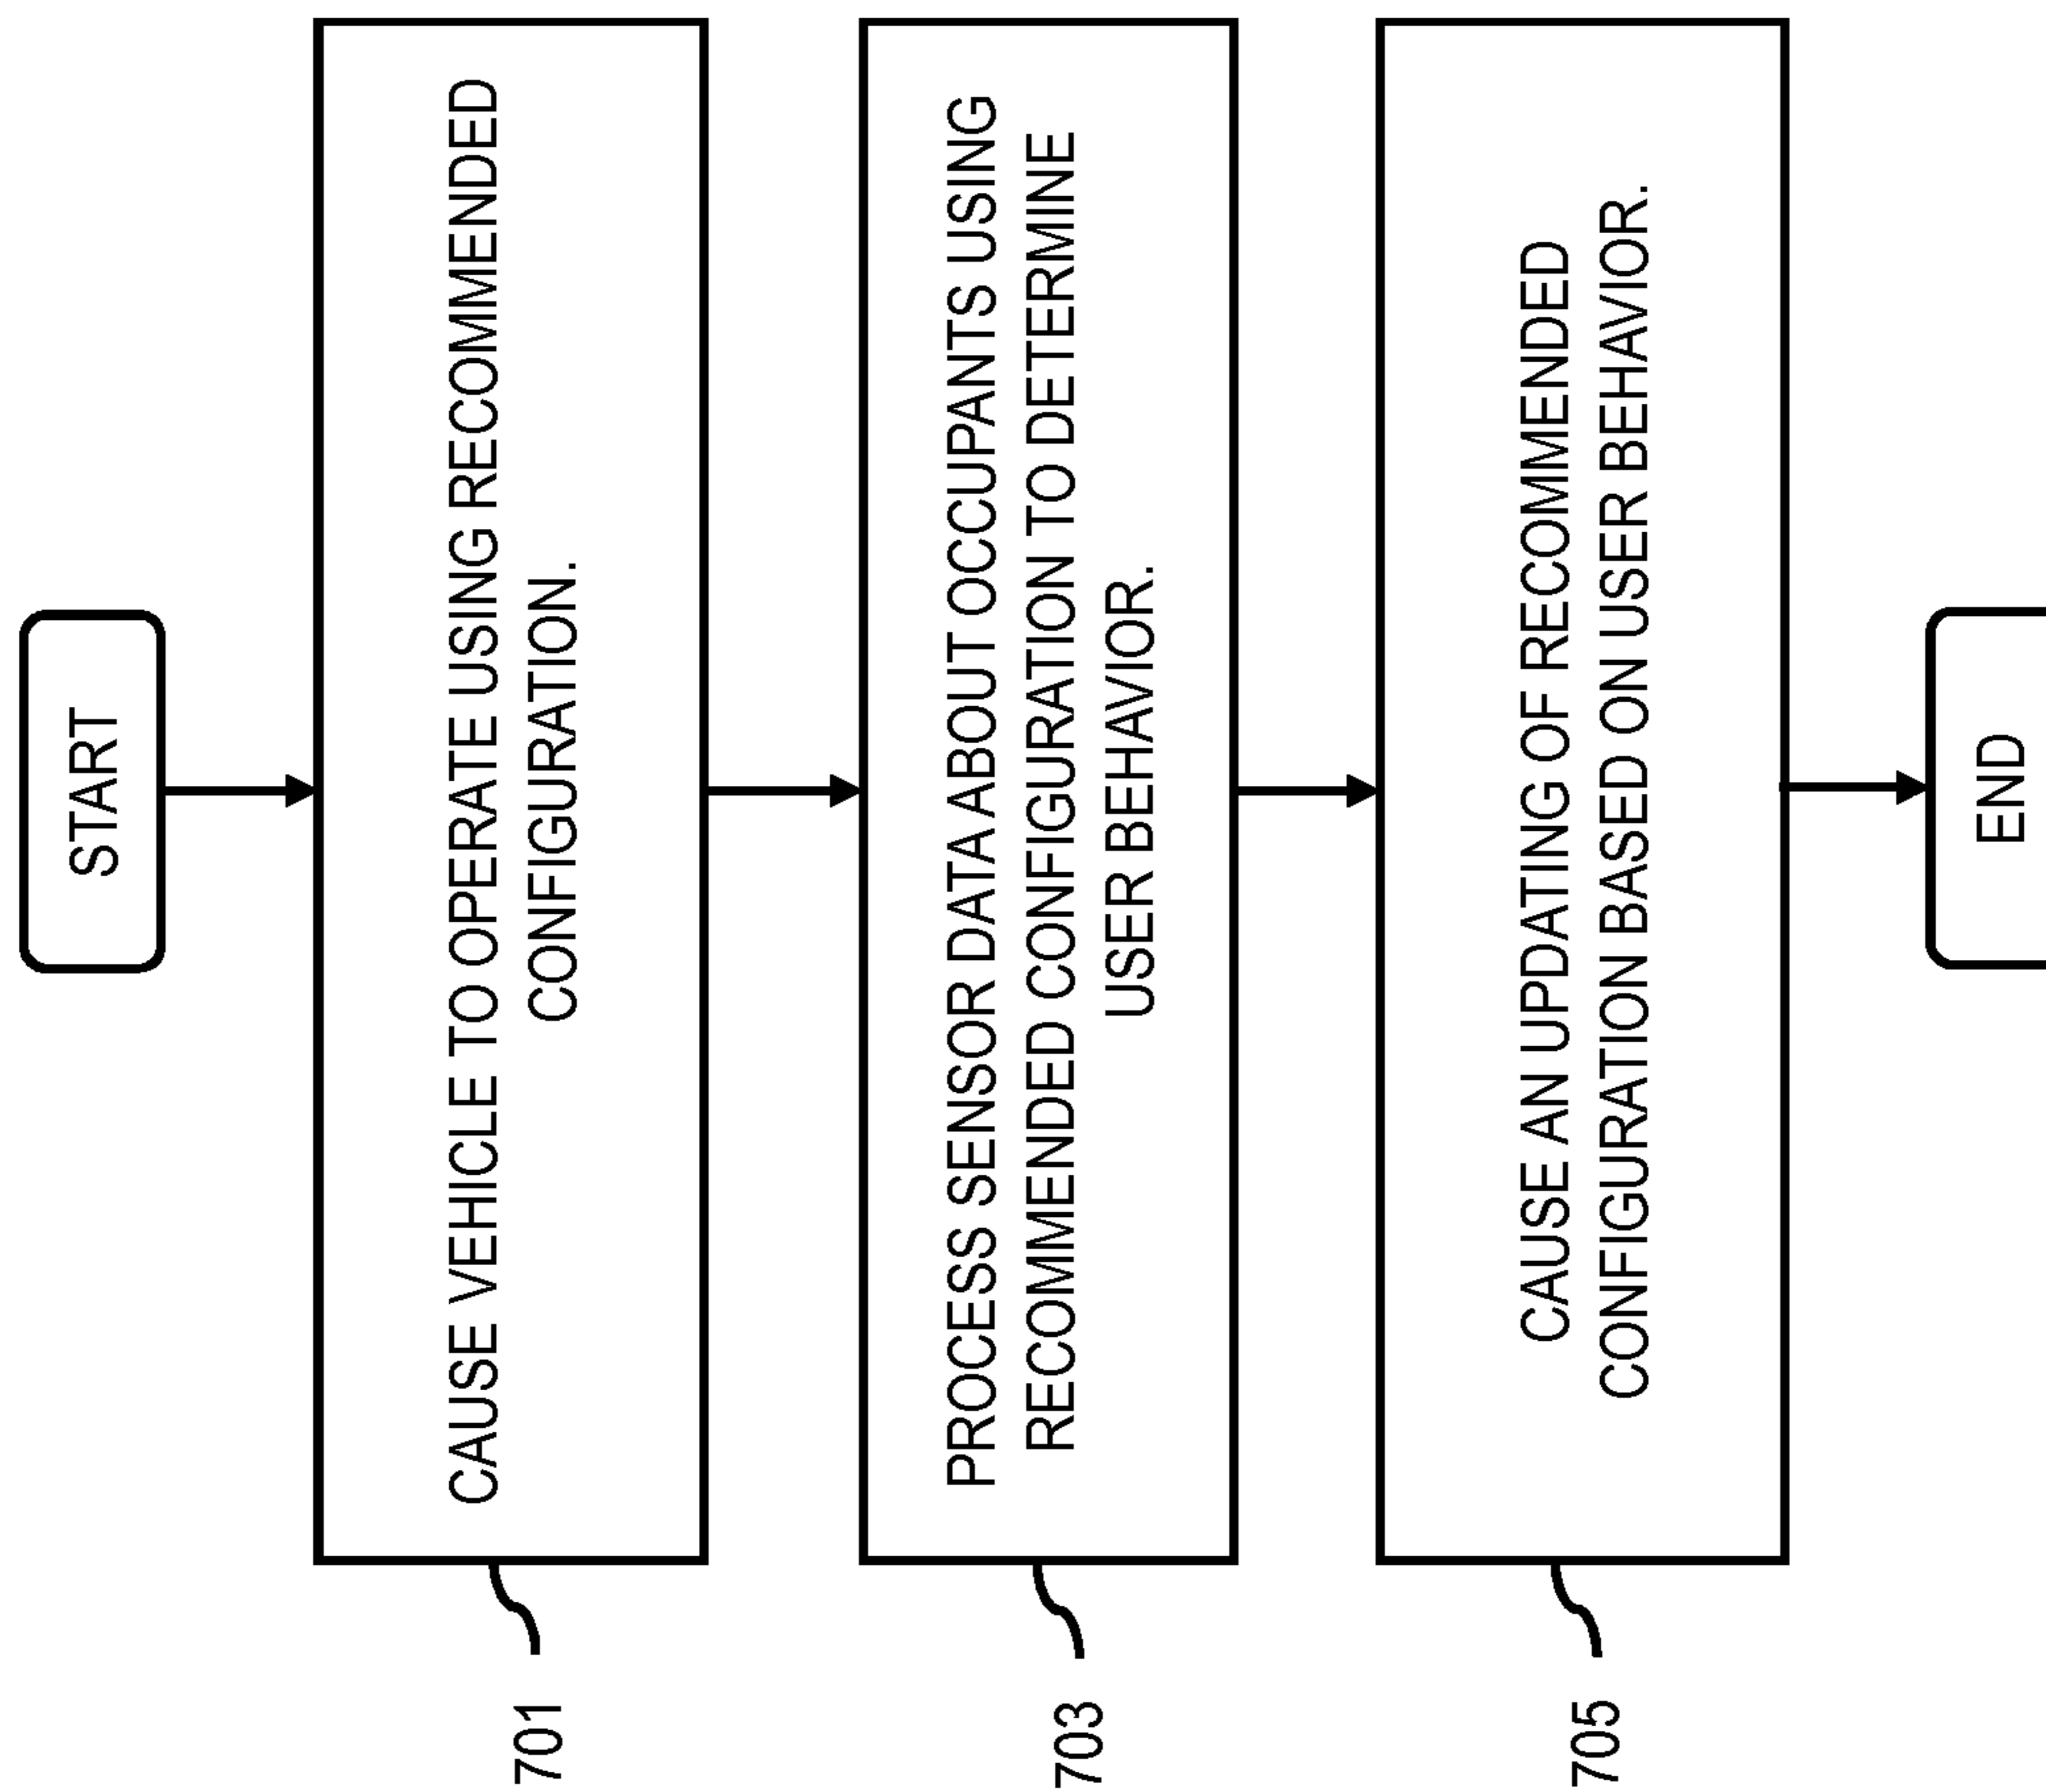 START
CAUSE VEHICLE TO OPERATE USING RECOMMENDED
CONFIGURATION.
701
PROCESS SENSOR DATA ABOUT OCCUPANTS USING
RECOMMENDED CONFIGURATION TO DETERMINE
USER BEHAVIOR.
703
CAUSE AN UPDATING OF RECOMMENDED
CONFIGURATION BASED ON USER BEHAVIOR.
705
END